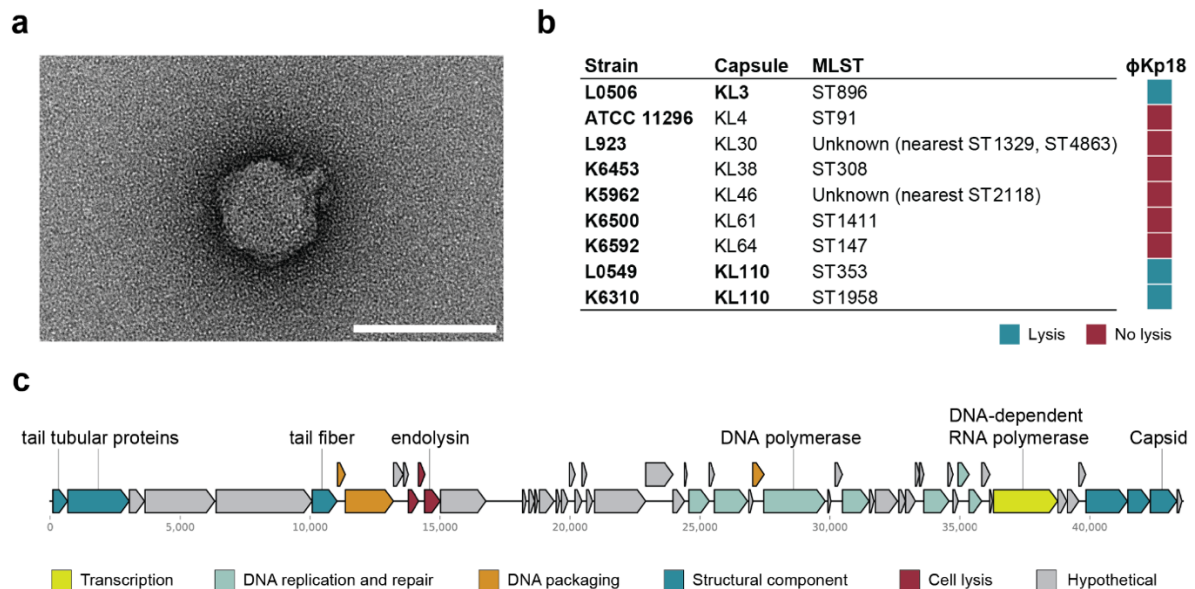 a
b
Strain Capsule MLST ϕKp18
L0506 KL3 ST896
ATCC 11296 KL4 ST91
L923 KL30 Unknown (nearest ST1329, ST4863)
K6453 KL38 ST308
K5962 KL46 Unknown (nearest ST2118)
K6500 KL61 ST1411
K6592 KL64 ST147
L0549 KL110 ST353
K6310 KL110 ST1958
Lysis No lysis
c
tail tubular proteins tail fiber endolysin DNA polymerase DNA-dependent
RNA polymerase Capsid
0 5,000 10,000 15,000 20,000 25,000 30,000 35,000 40,000
Transcription DNA replication and repair DNA packaging Structural component Cell lysis Hypothetical